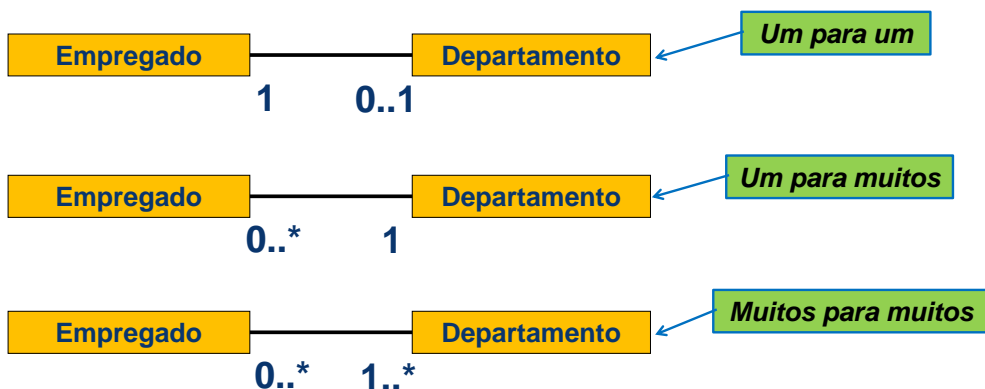 Um para um
Empregado Departamento
1 0..1
Um para muitos
Empregado Departamento
0..* 1
Muitos para muitos
Empregado Departamento
0..* 1..*